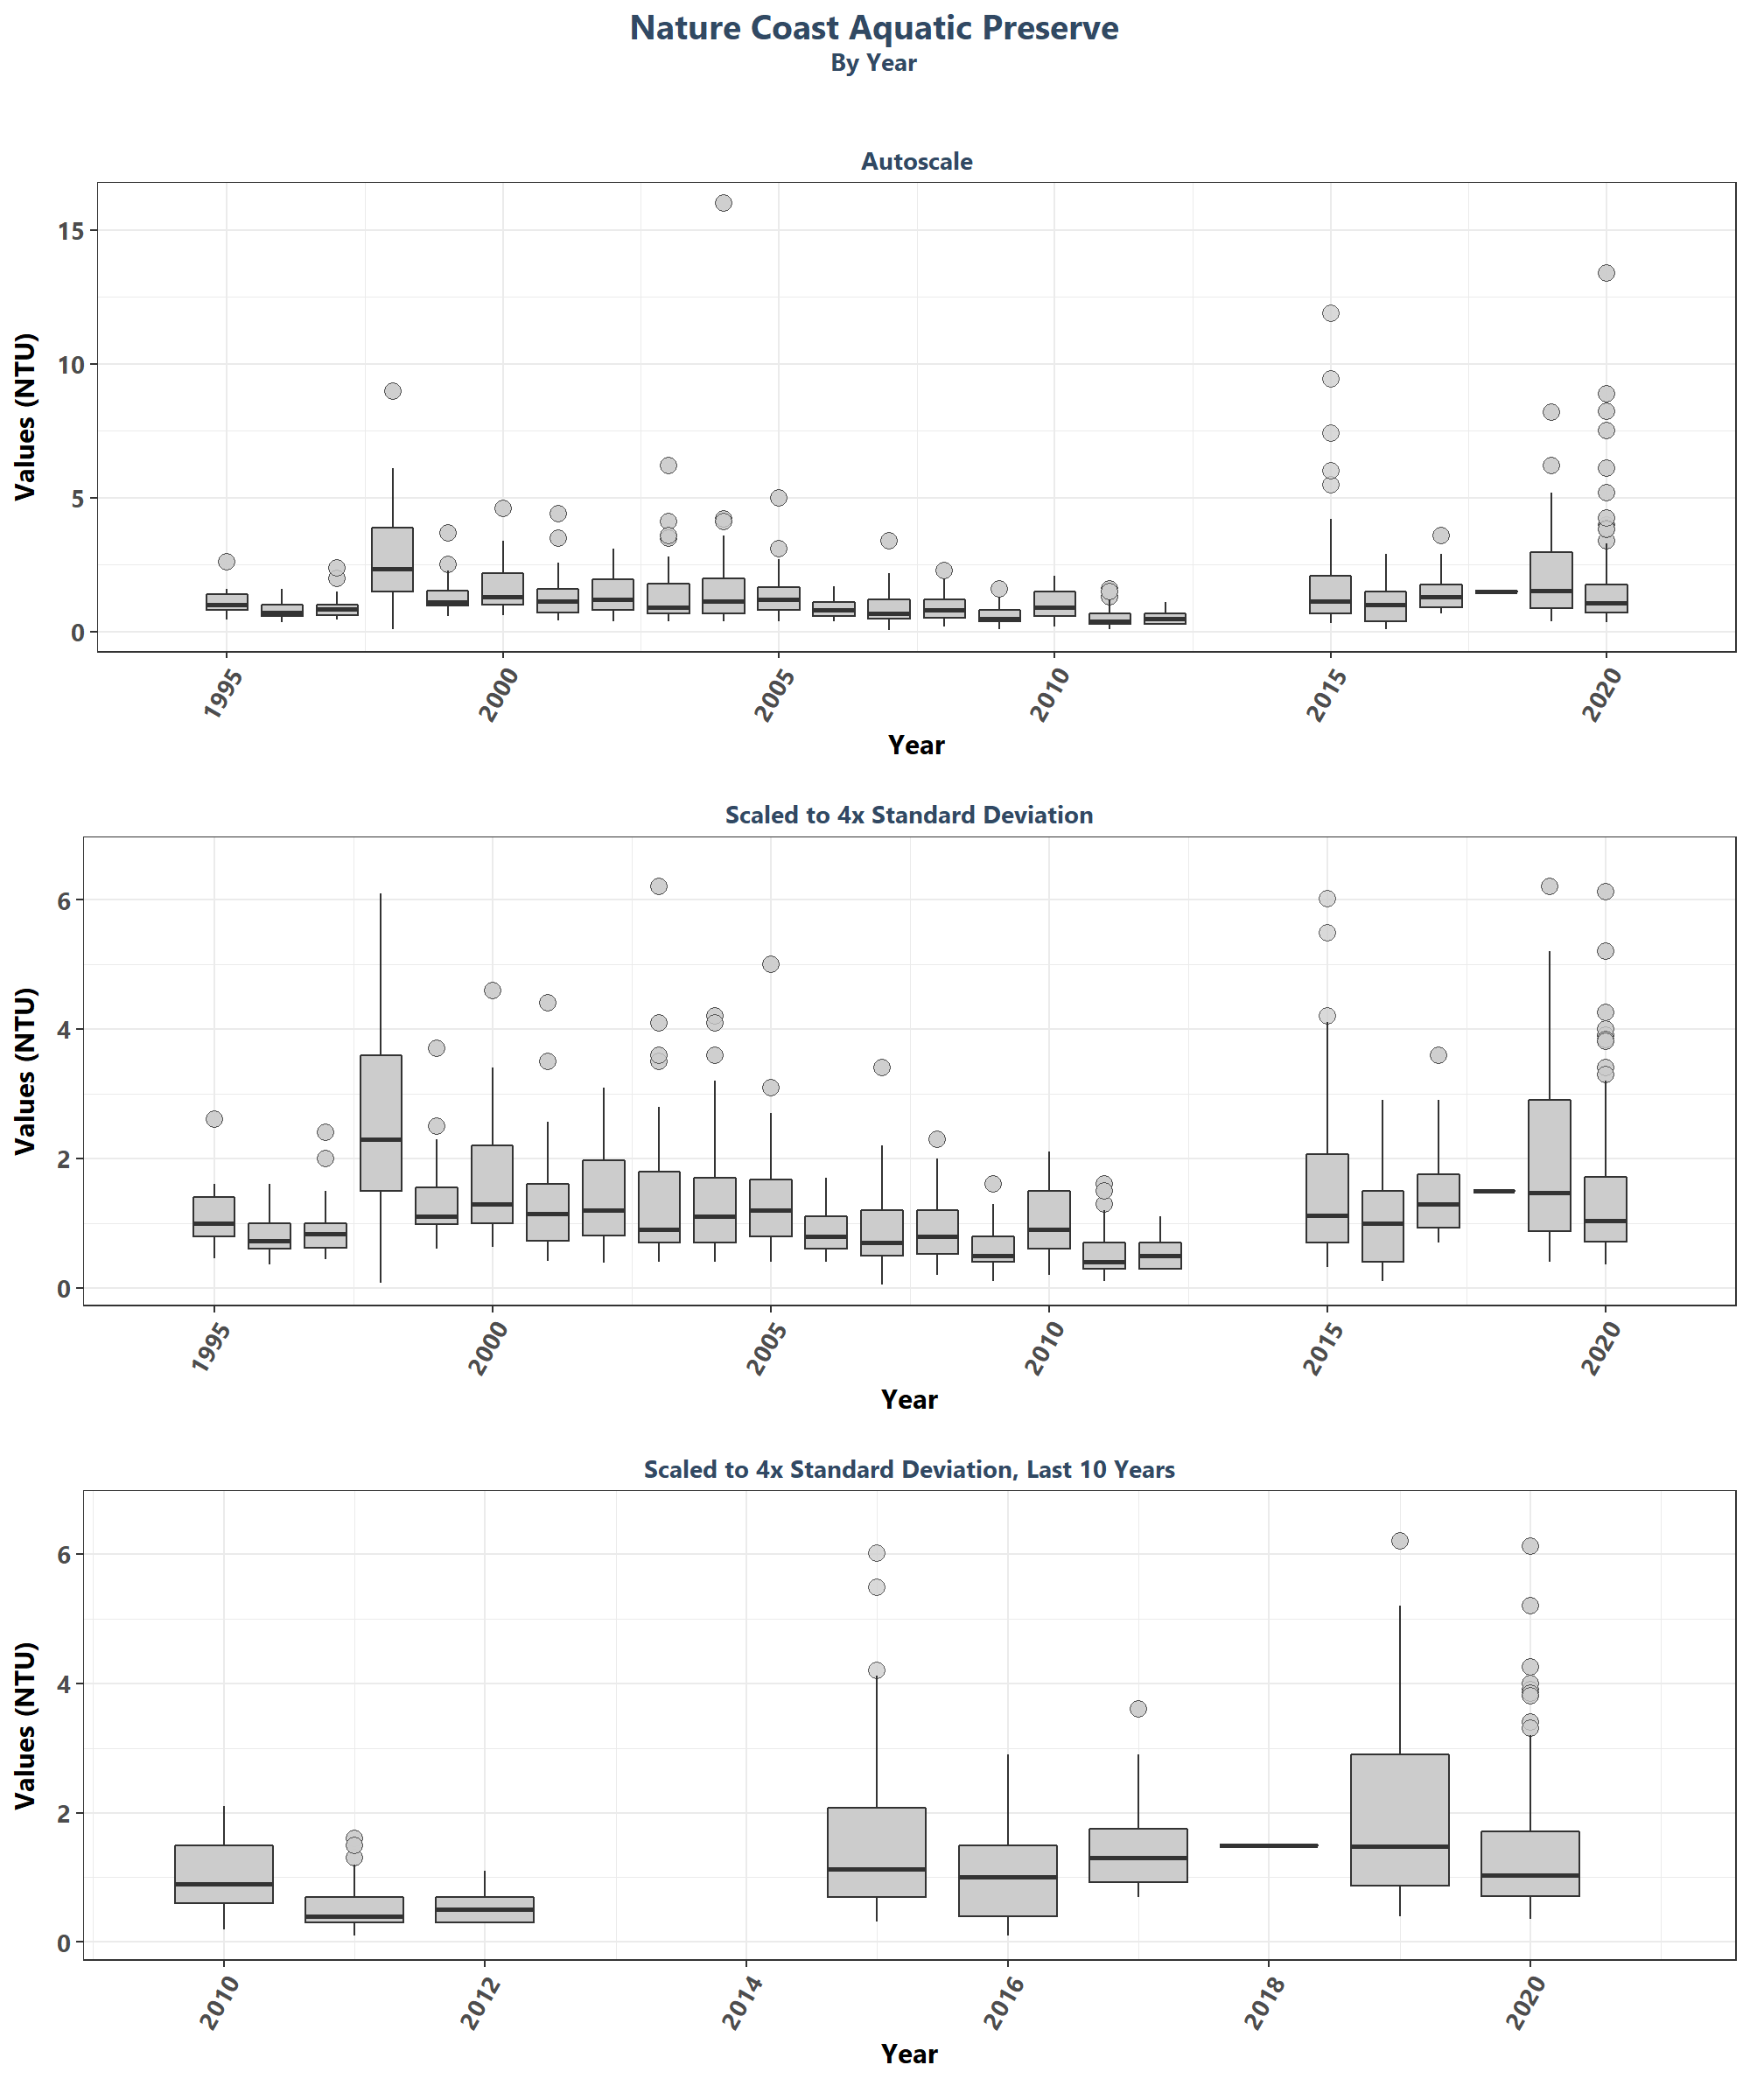 Nature Coast Aquatic Preserve
By Year
Autoscale
Values (NTU)
15
10
5
0
1995
2000
2005
2010
2015
2020
Year
Scaled to 4x Standard Deviation
Values (NTU)
6
4
2
0
1995
2000
2005
2010
2015
2020
Year
Scaled to 4x Standard Deviation, Last 10 Years
Values (NTU)
6
4
2
0
2010
2012
2014
2016
2018
2020
Year